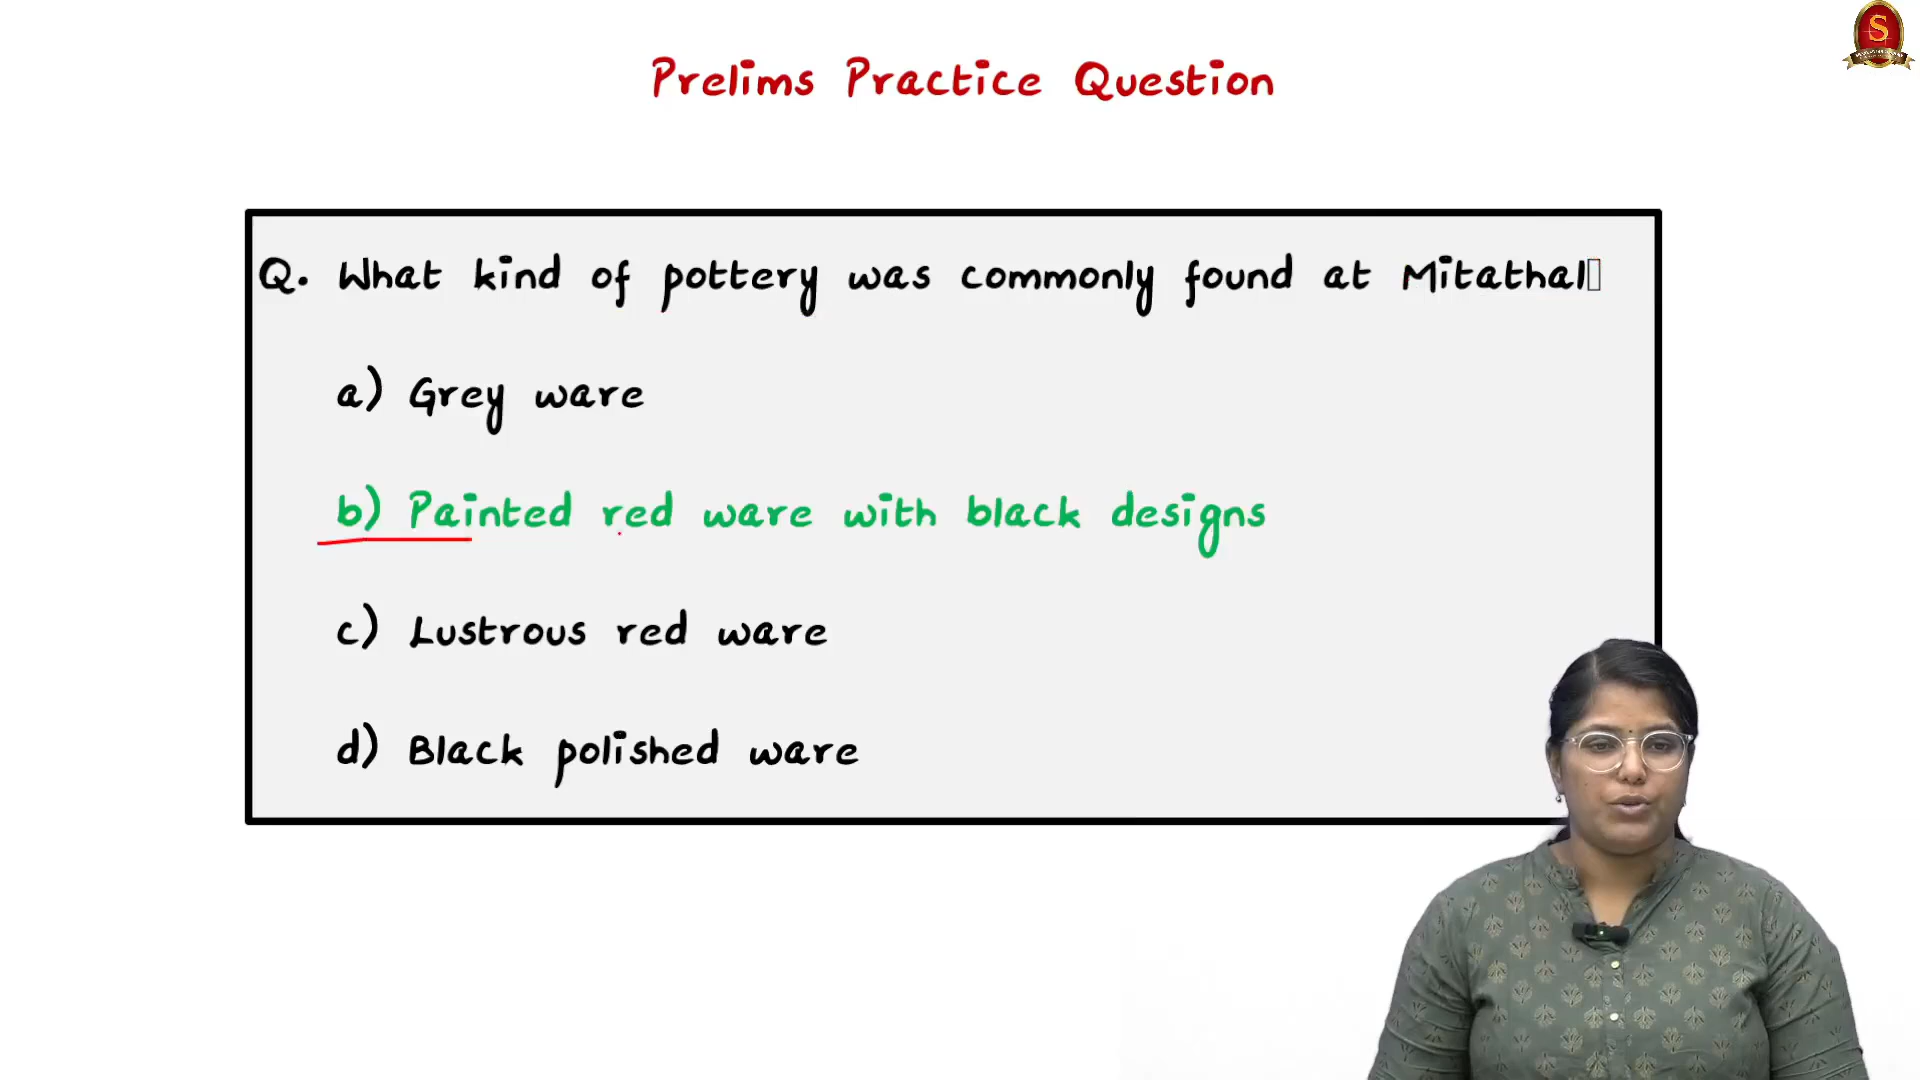 Prelims Practice Question
Q. What kind of pottery was commonly found at Mitathal
a) Grey ware
b) Painted red ware with black designs
c) Lustrous red ware
d) Black polished ware
S